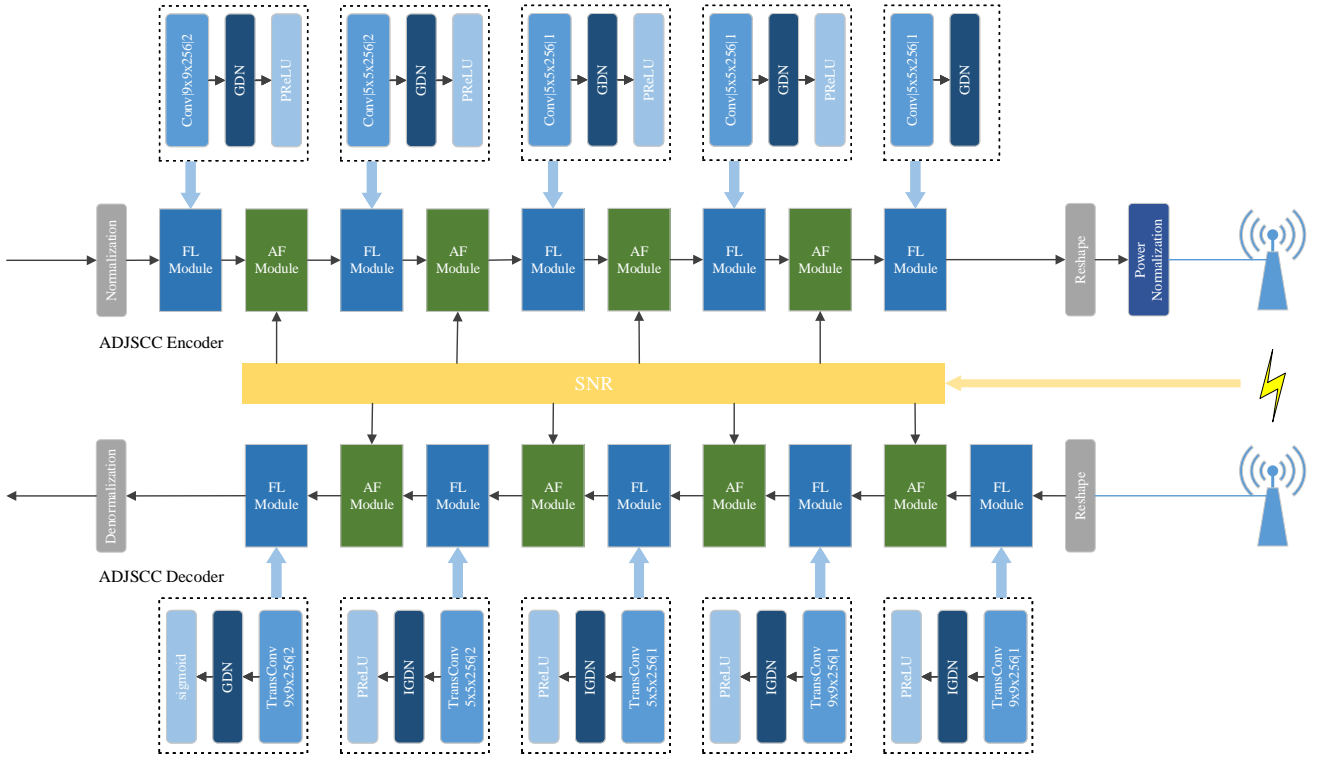 Conv|9x9x256|2
GDN
PReLU
Conv|5x5x256|2
GDN
PReLU
Conv|5x5x256|1
GDN
PReLU
Conv|5x5x256|1
GDN
PReLU
Conv|5x5x256|1
GDN
Normalization
FL
Module
AF
Module
FL
Module
AF
Module
FL
Module
AF
Module
FL
Module
AF
Module
FL
Module
Reshape
Power
Normalization
ADJSCC Encoder
SNR
Denormalization
FL
Module
AF
Module
FL
Module
AF
Module
FL
Module
AF
Module
FL
Module
AF
Module
FL
Module
Reshape
ADJSCC Decoder
sigmoid
GDN
TransConv
9x9x256|2
PReLU
IGDN
TransConv
5x5x256|2
PReLU
IGDN
TransConv
5x5x256|1
PReLU
IGDN
TransConv
9x9x256|1
PReLU
IGDN
TransConv
9x9x256|1